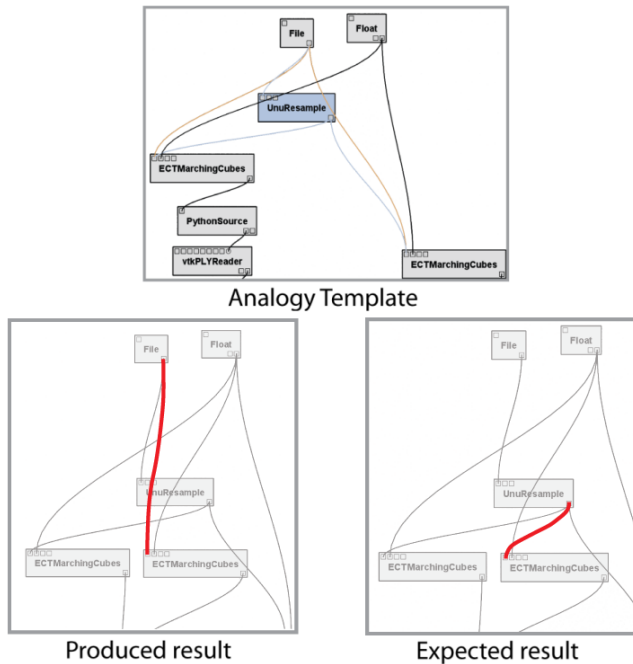 File
Float
UnuResample
ECTMarchingCubes
PythonSource
vtkPLYReader
ECTMarchingCubes
Analogy Template
File
Float
UnuResample
ECTMarchingCubes
ECTMarchingCubes
Produced result
File
Float
UnuResample
ECTMarchingCubes
ECTMarchingCubes
Expected result